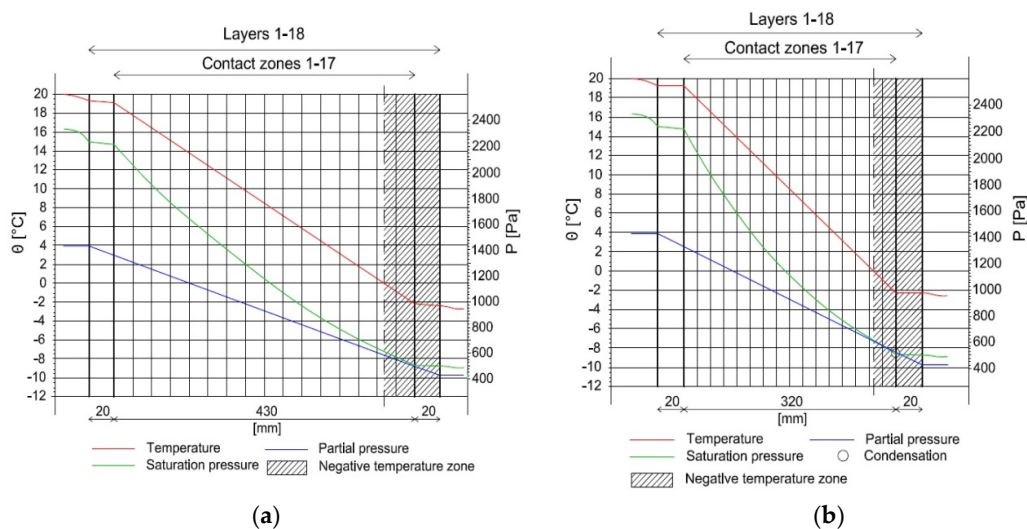 Layers 1-18
Contact zones 1-17
20
18
16
14
12
10
8
6
4
2
0
-2
-4
-6
-8
-10
-12
θ [°C]
2400
2200
2000
1800
1600
1400
1200
1000
800
600
400
P [Pa]
20 430 20
[mm]
Temperature Partial pressure
Saturation pressure Negative temperature zone
(a)
Layers 1-18
Contact zones 1-17
20
18
16
14
12
10
8
6
4
2
0
-2
-4
-6
-8
-10
-12
θ [°C]
2400
2200
2000
1800
1600
1400
1200
1000
800
600
400
P [Pa]
20 320 20
[mm]
Temperature Partial pressure
Saturation pressure Condensation
Negative temperature zone
(b)